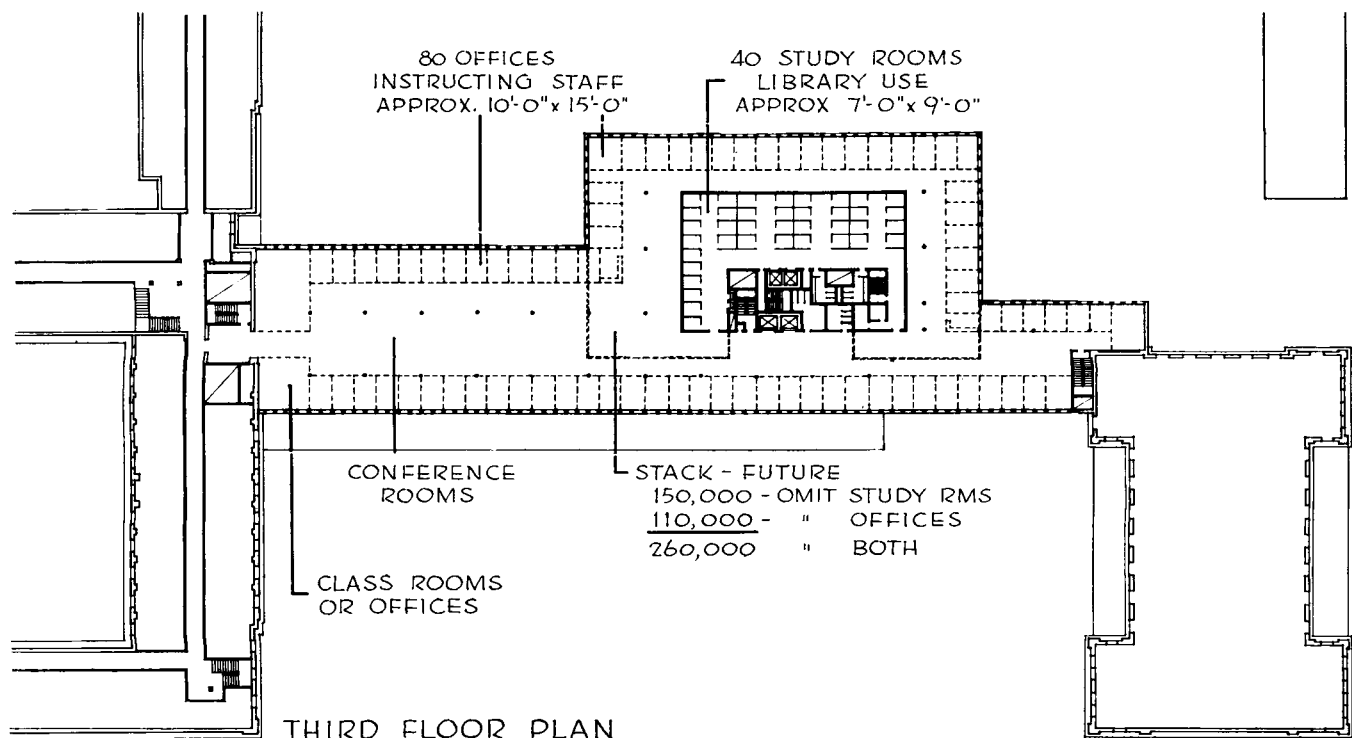 80 OFFICES
INSTRUCTING STAFF
APPROX. 10'-0" x 15'-0"
40 STUDY ROOMS
LIBRARY USE
APPROX 7'-0" x 9'-0"
CONFERENCE
ROOMS
STACK - FUTURE
150,000 - OMIT STUDY RMS
110,000 - " OFFICES
260,000 " BOTH
CLASS ROOMS
OR OFFICES
THIRD FLOOR PLAN